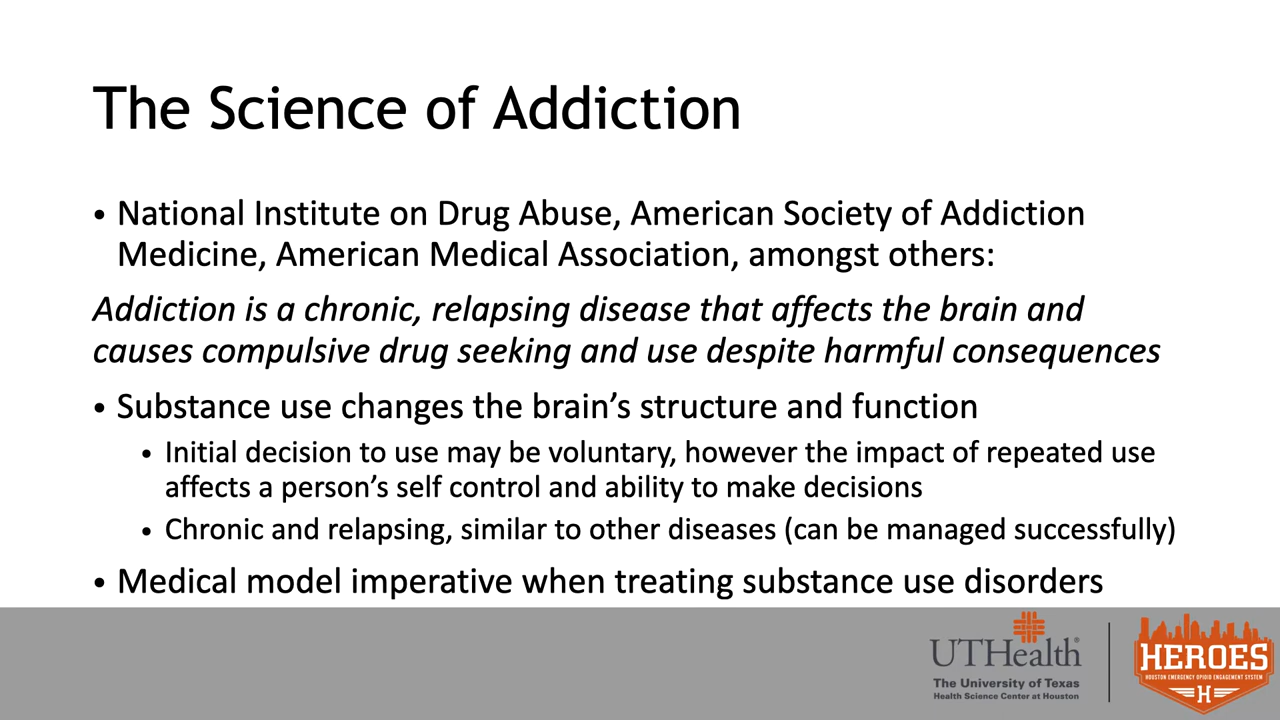 The Science of Addiction
• National Institute on Drug Abuse, American Society of Addiction
Medicine, American Medical Association, amongst others:
Addiction is a chronic, relapsing disease that affects the brain and
causes compulsive drug seeking and use despite harmful consequences
• Substance use changes the brain’s structure and function
• Initial decision to use may be voluntary, however the impact of repeated use
affects a person’s self control and ability to make decisions
• Chronic and relapsing, similar to other diseases (can be managed successfully)
• Medical model imperative when treating substance use disorders
UTHealth®
The University of Texas
Health Science Center at Houston
HEROES
HOUSTON EMERGENCY OPIOID ENGAGEMENT SYSTEM
H